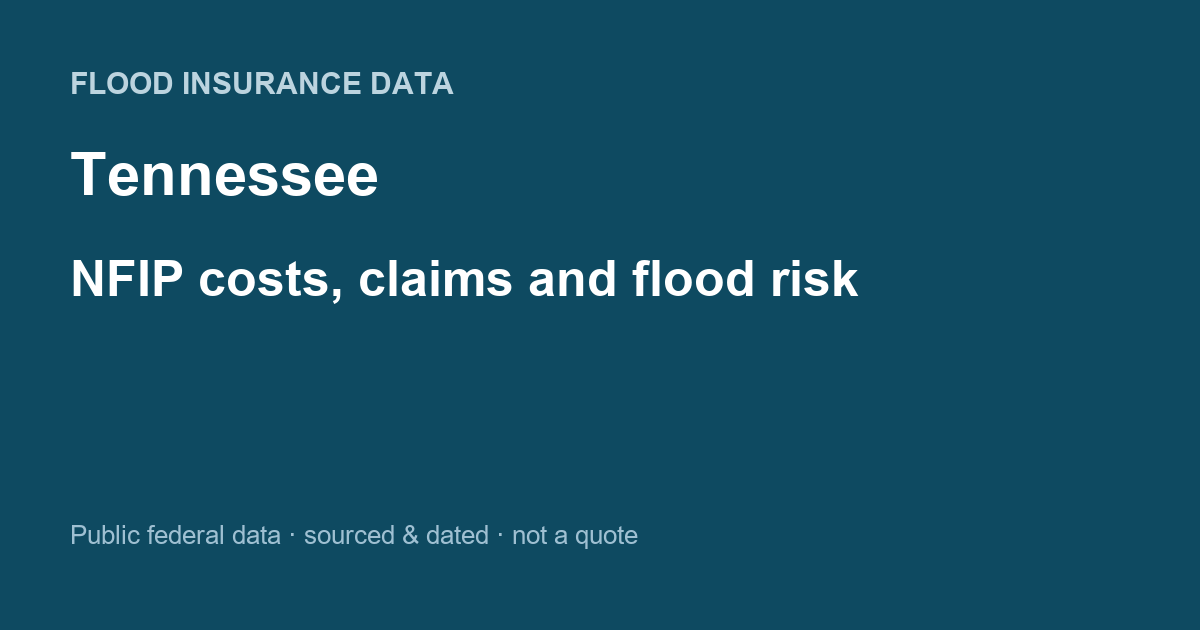 FLOOD INSURANCE DATA
Tennessee
NFIP costs, claims and flood risk
Public federal data · sourced & dated · not a quote